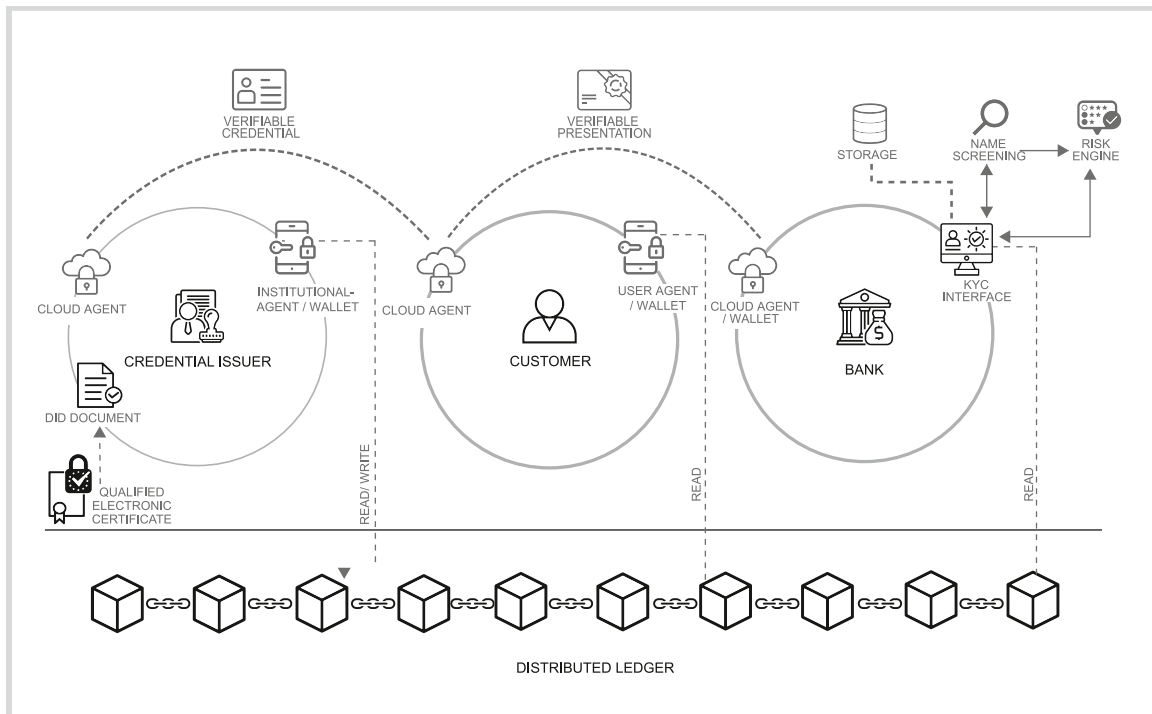 VERIFIABLE
CREDENTIAL
VERIFIABLE
PRESENTATION
STORAGE
NAME
SCREENING
RISK
ENGINE
CLOUD AGENT
INSTITUTIONAL-
AGENT / WALLET
CREDENTIAL ISSUER
DID DOCUMENT
QUALIFIED
ELECTRONIC
CERTIFICATE
READ/ WRITE
CLOUD AGENT
USER AGENT
/ WALLET
CUSTOMER
READ
CLOUD AGENT
/ WALLET
KYC
INTERFACE
$
BANK
READ
DISTRIBUTED LEDGER